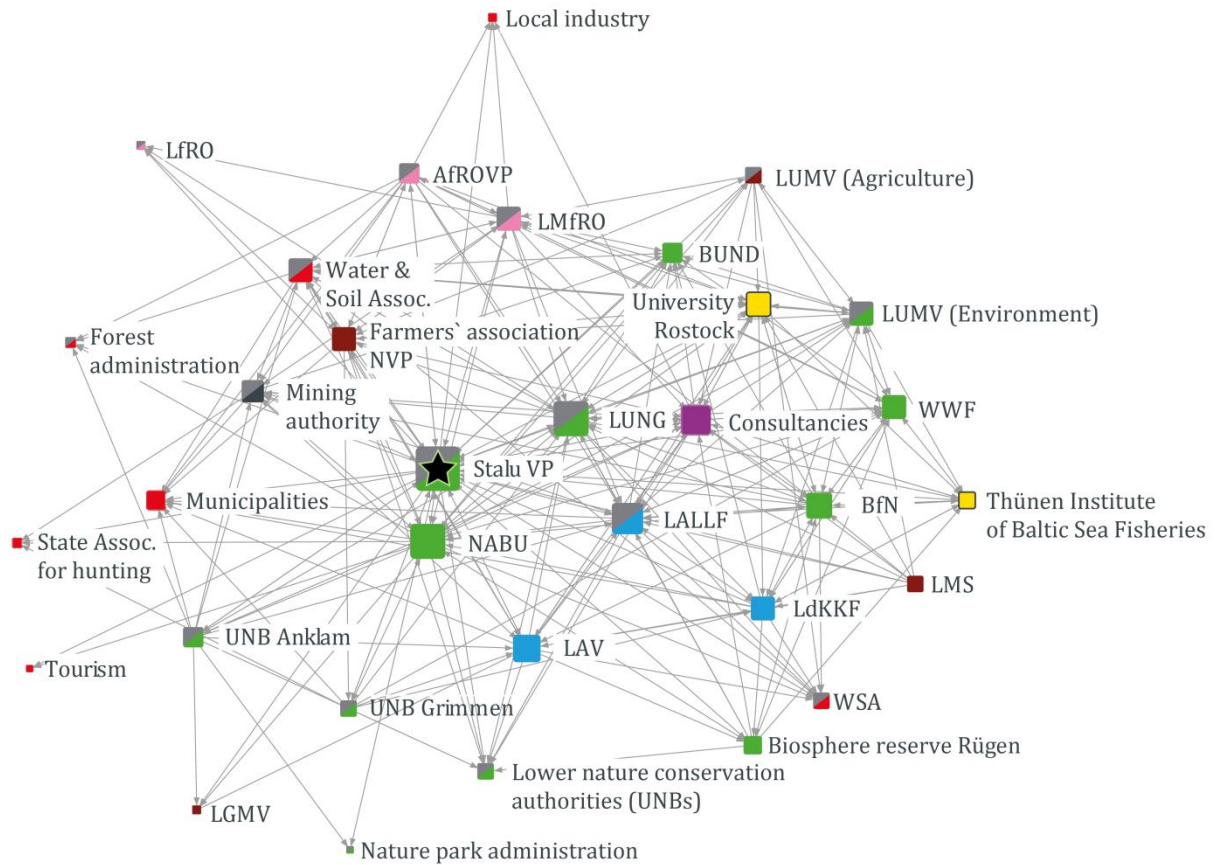 Local industry
LfRO
AfROVP
LUMV (Agriculture)
LMfRO
BUND
Water &
Soil Assoc.
University
Rostock
LUMV (Environment)
Forest
administration
Farmers` association
NVP
Mining
authority
LUNG
Consultancies
WWF
Stalu VP
Municipalities
NABU
LALLF
BfN
Thünen Institute
of Baltic Sea Fisheries
State Assoc.
for hunting
LMS
LdKKF
UNB Anklam
LAV
Tourism
UNB Grimmen
WSA
Biosphere reserve Rügen
Lower nature conservation
authorities (UNBs)
LGMV
Nature park administration